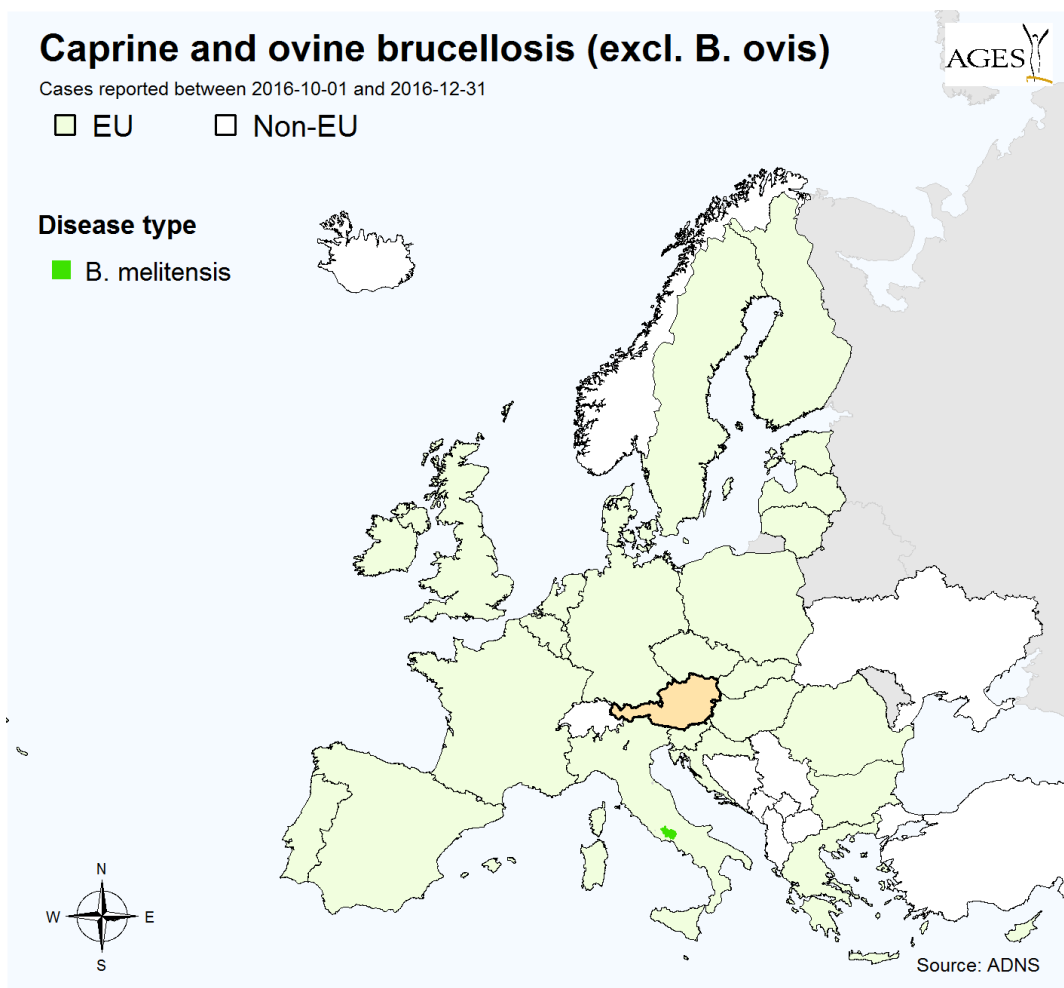 Caprine and ovine brucellosis (excl. B. ovis)
AGES
Cases reported between 2016-10-01 and 2016-12-31
EU Non-EU
Disease type
B. melitensis
N
W E
S
Source: ADNS